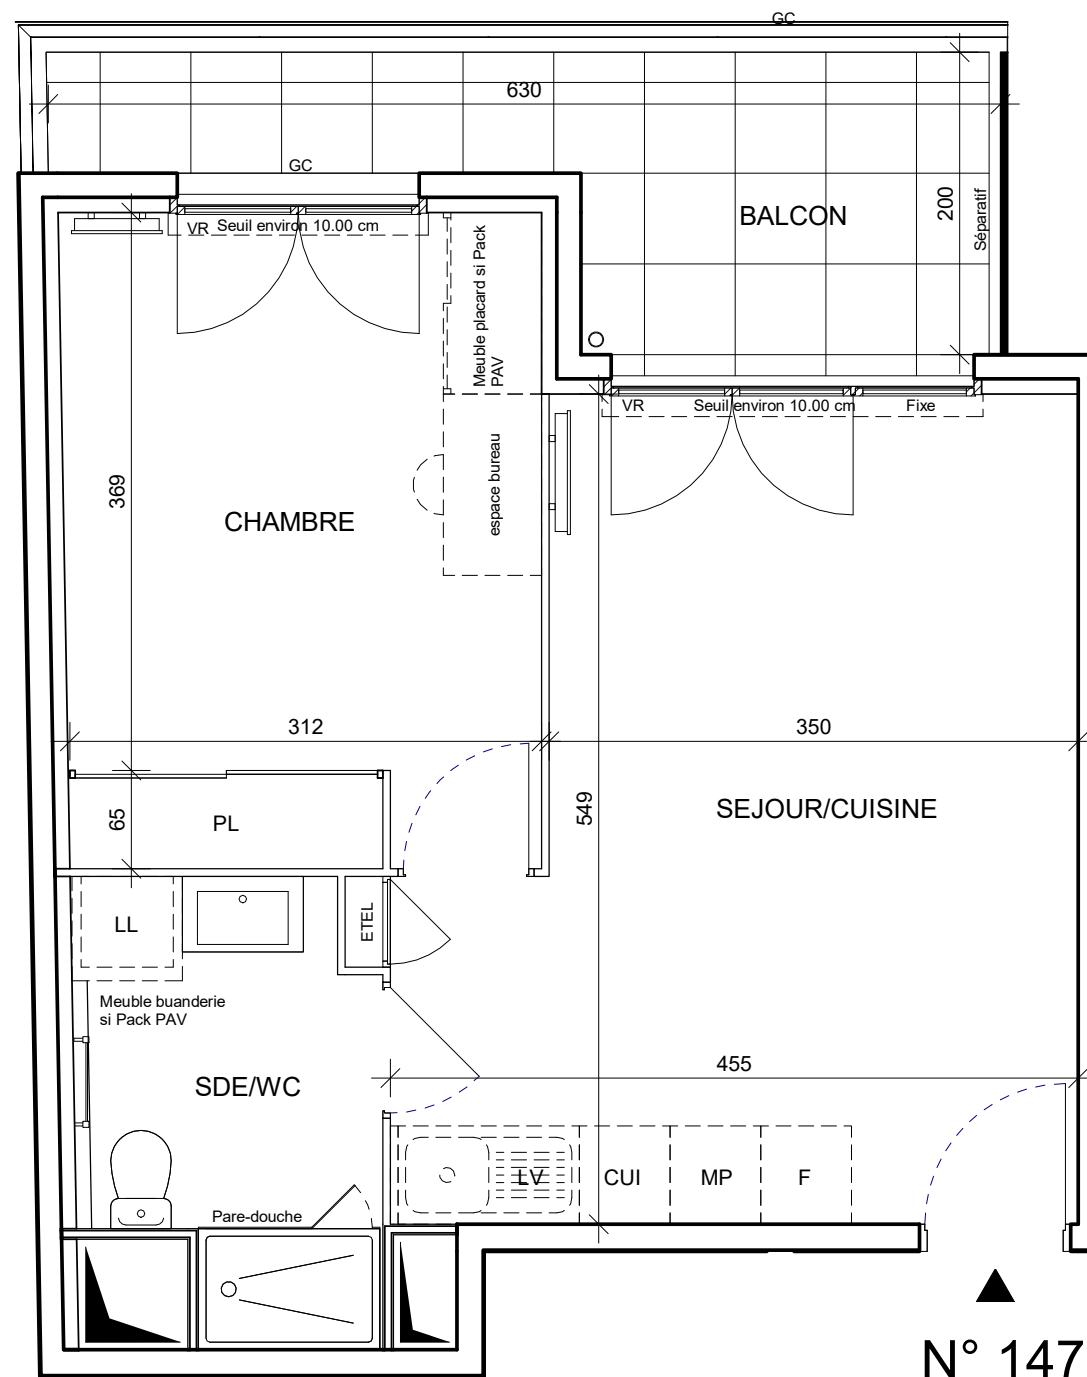 GC
630
GC
BALCON
200
Séparatif
VR
Seuil environ 10.00 cm
Meuble placard si Pack
PAV
VR
Seuil environ 10.00 cm
Fixe
369
CHAMBRE
espace bureau
312
350
65
PL
549
SEJOUR/CUISINE
LL
ETEL
Meuble buanderie
si Pack PAV
SDE/WC
455
LV
CUI
MP
F
Pare-douche
N° 147